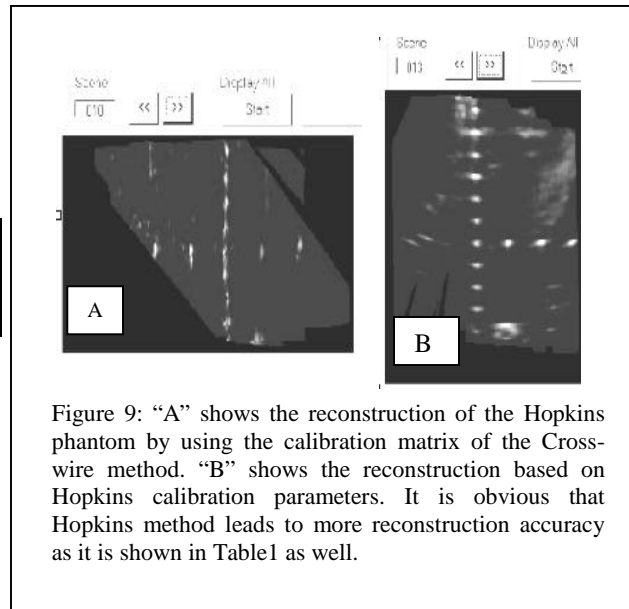 Scene
Display All
010
<<
>>
Start
Scene
Display All
013
<<
>>
Start
A
B
Figure 9: “A” shows the reconstruction of the Hopkins
phantom by using the calibration matrix of the Cross-
wire method. “B” shows the reconstruction based on
Hopkins calibration parameters. It is obvious that
Hopkins method leads to more reconstruction accuracy
as it is shown in Table1 as well.